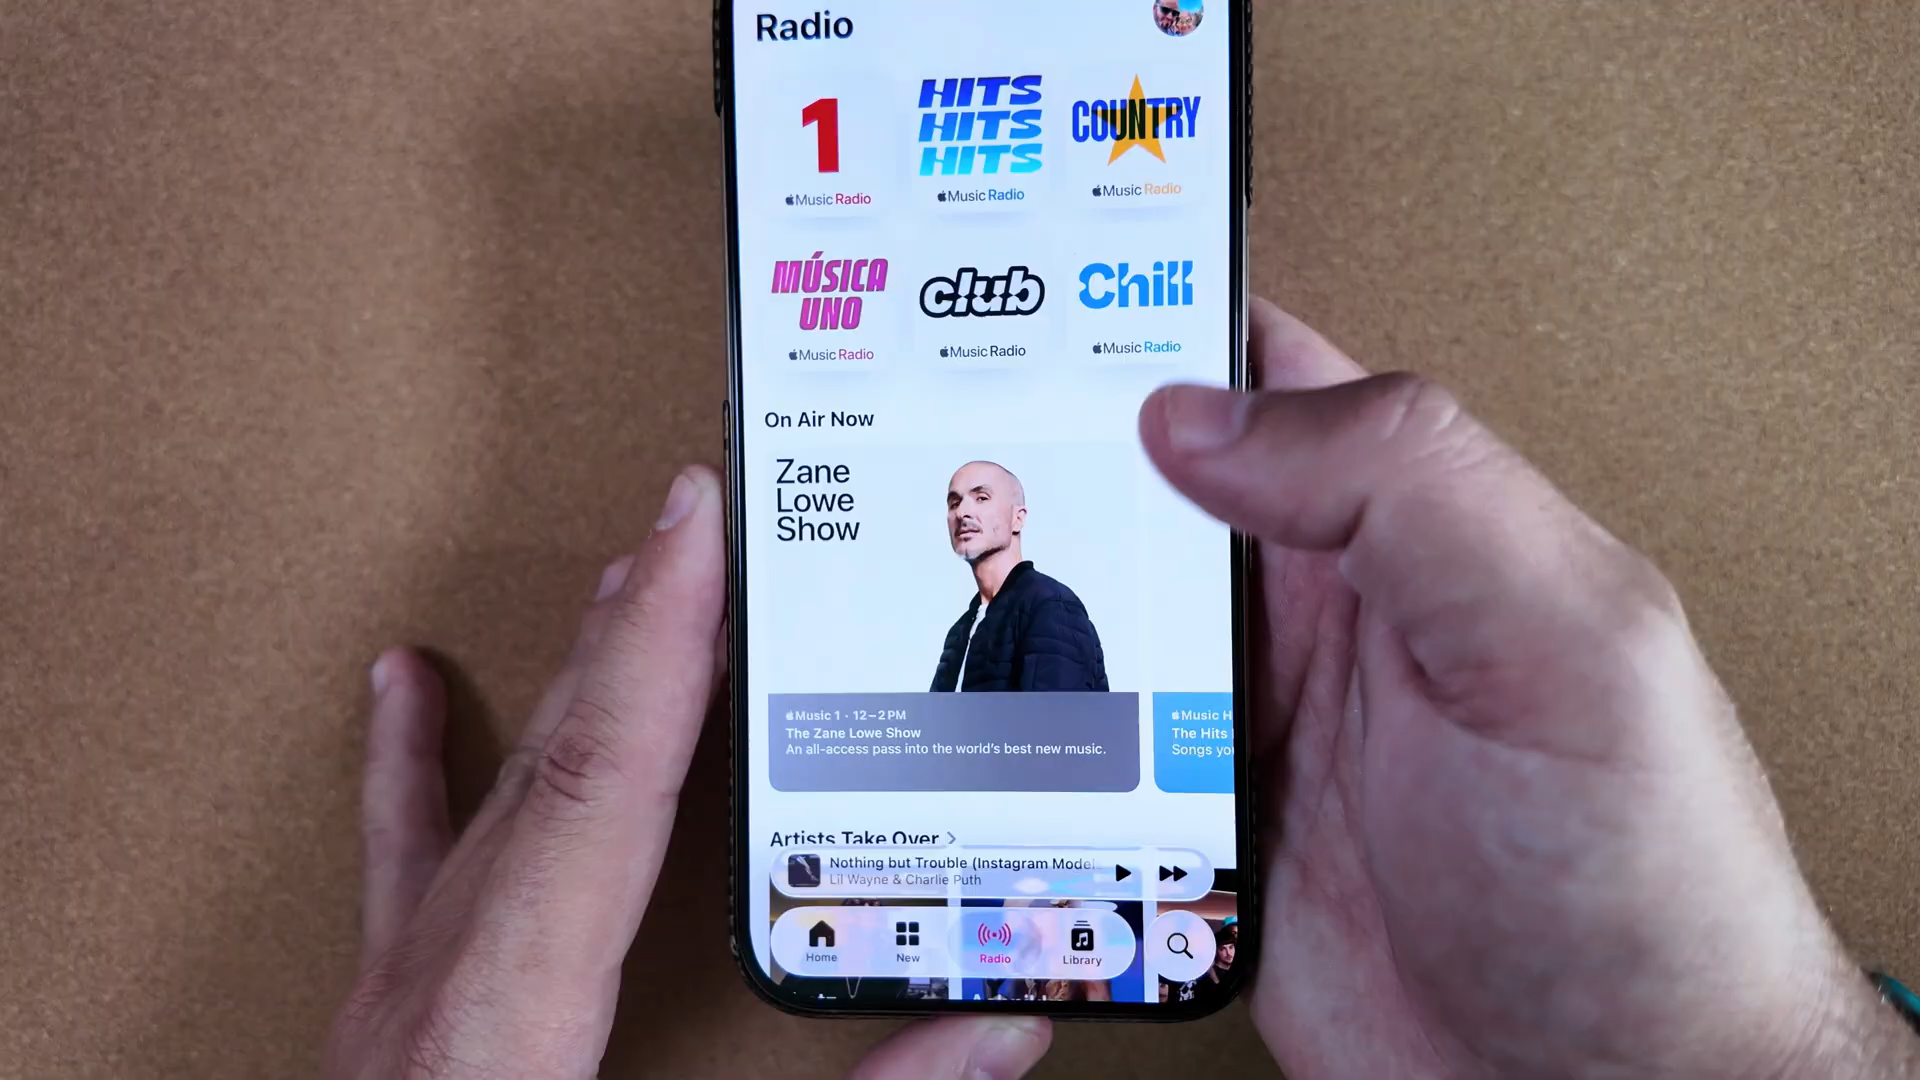 Radio
1
Music Radio
HITS
HITS
HITS
Music Radio
COUNTRY
Music Radio
MÚSICA
UNO
Music Radio
club
Music Radio
Chill
Music Radio
On Air Now
Zane
Lowe
Show
Music 1 · 12–2 PM
The Zane Lowe Show
An all-access pass into the world's best new music.
Music H
The Hits
Songs yo
Artists Take Over >
Nothing but Trouble (Instagram Model
Lil Wayne & Charlie Puth
Home
New
Radio
Library